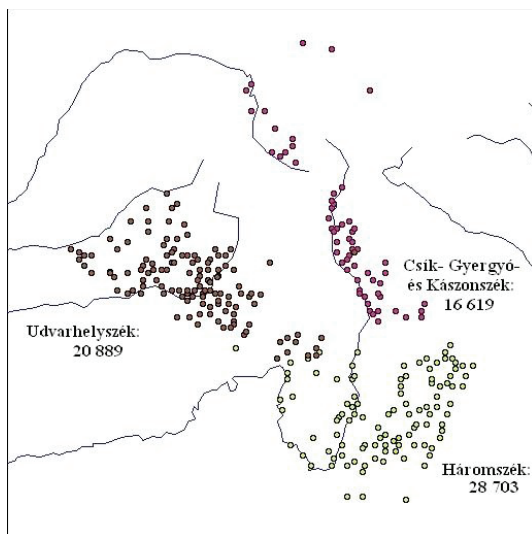 Csík- Gyergyó-
és Kászonszék:
16 619
Udvarhelyszék:
20 889
Háromszék:
28 703